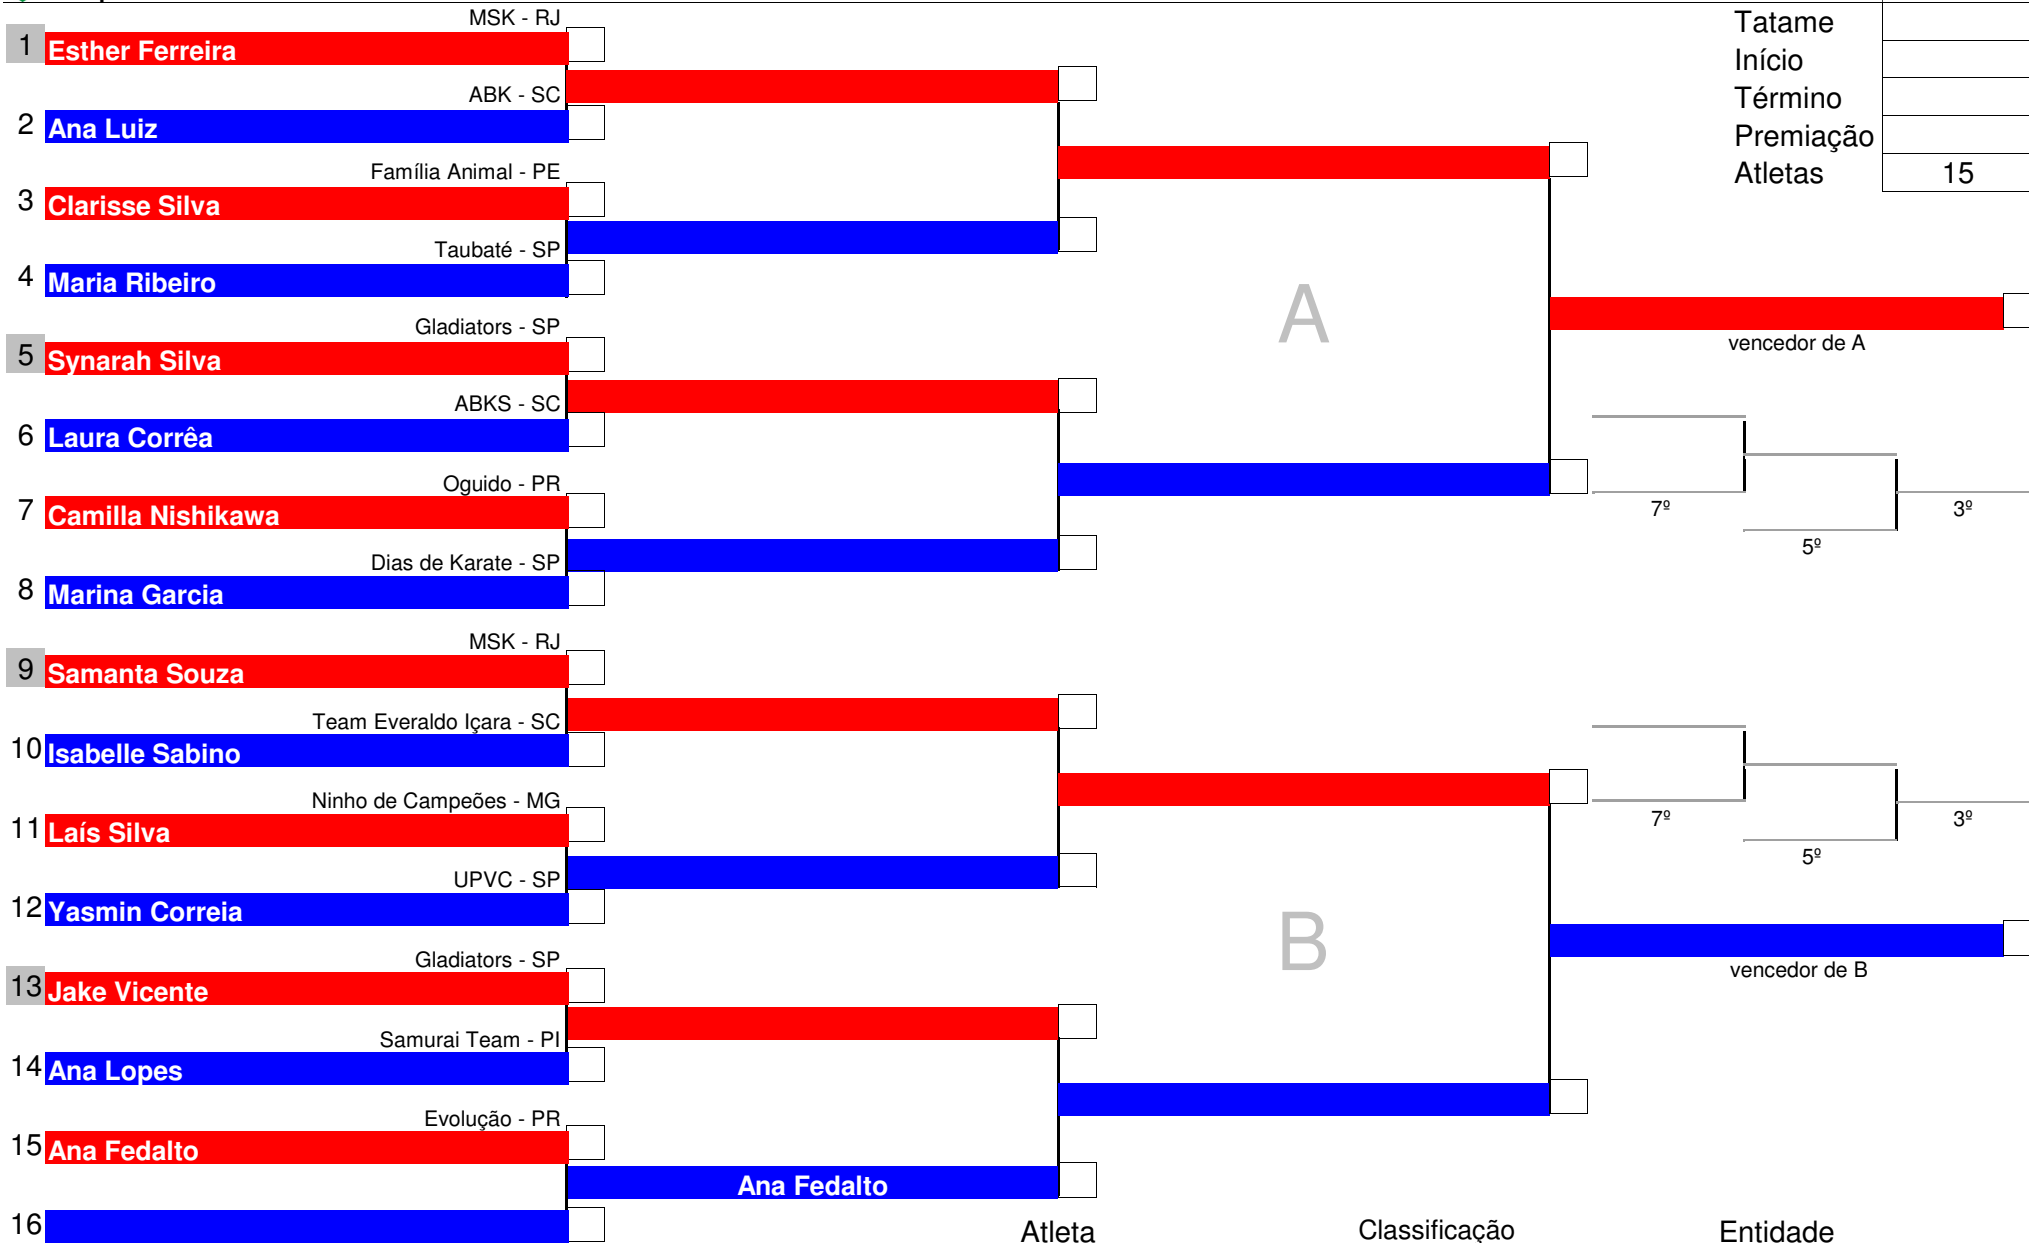 MSK - RJ
1 Esther Ferreira
ABK - SC
2 Ana Luiz
Família Animal - PE
3 Clarisse Silva
Taubaté - SP
4 Maria Ribeiro
Gladiators - SP
5 Synarah Silva
ABKS - SC
6 Laura Corrêa
Oguido - PR
7 Camilla Nishikawa
Dias de Karate - SP
8 Marina Garcia
MSK - RJ
9 Samanta Souza
Team Everaldo Içara - SC
10 Isabelle Sabino
Ninho de Campeões - MG
11 Laís Silva
UPVC - SP
12 Yasmin Correia
Gladiators - SP
13 Jake Vicente
Samurai Team - PI
14 Ana Lopes
Evolução - PR
15 Ana Fedalto
Ana Fedalto
16
A
B
Tatame
Início
Término
Premiação
Atletas 15
vencedor de A
7º
3º
5º
7º
3º
5º
vencedor de B
Atleta Classificação Entidade